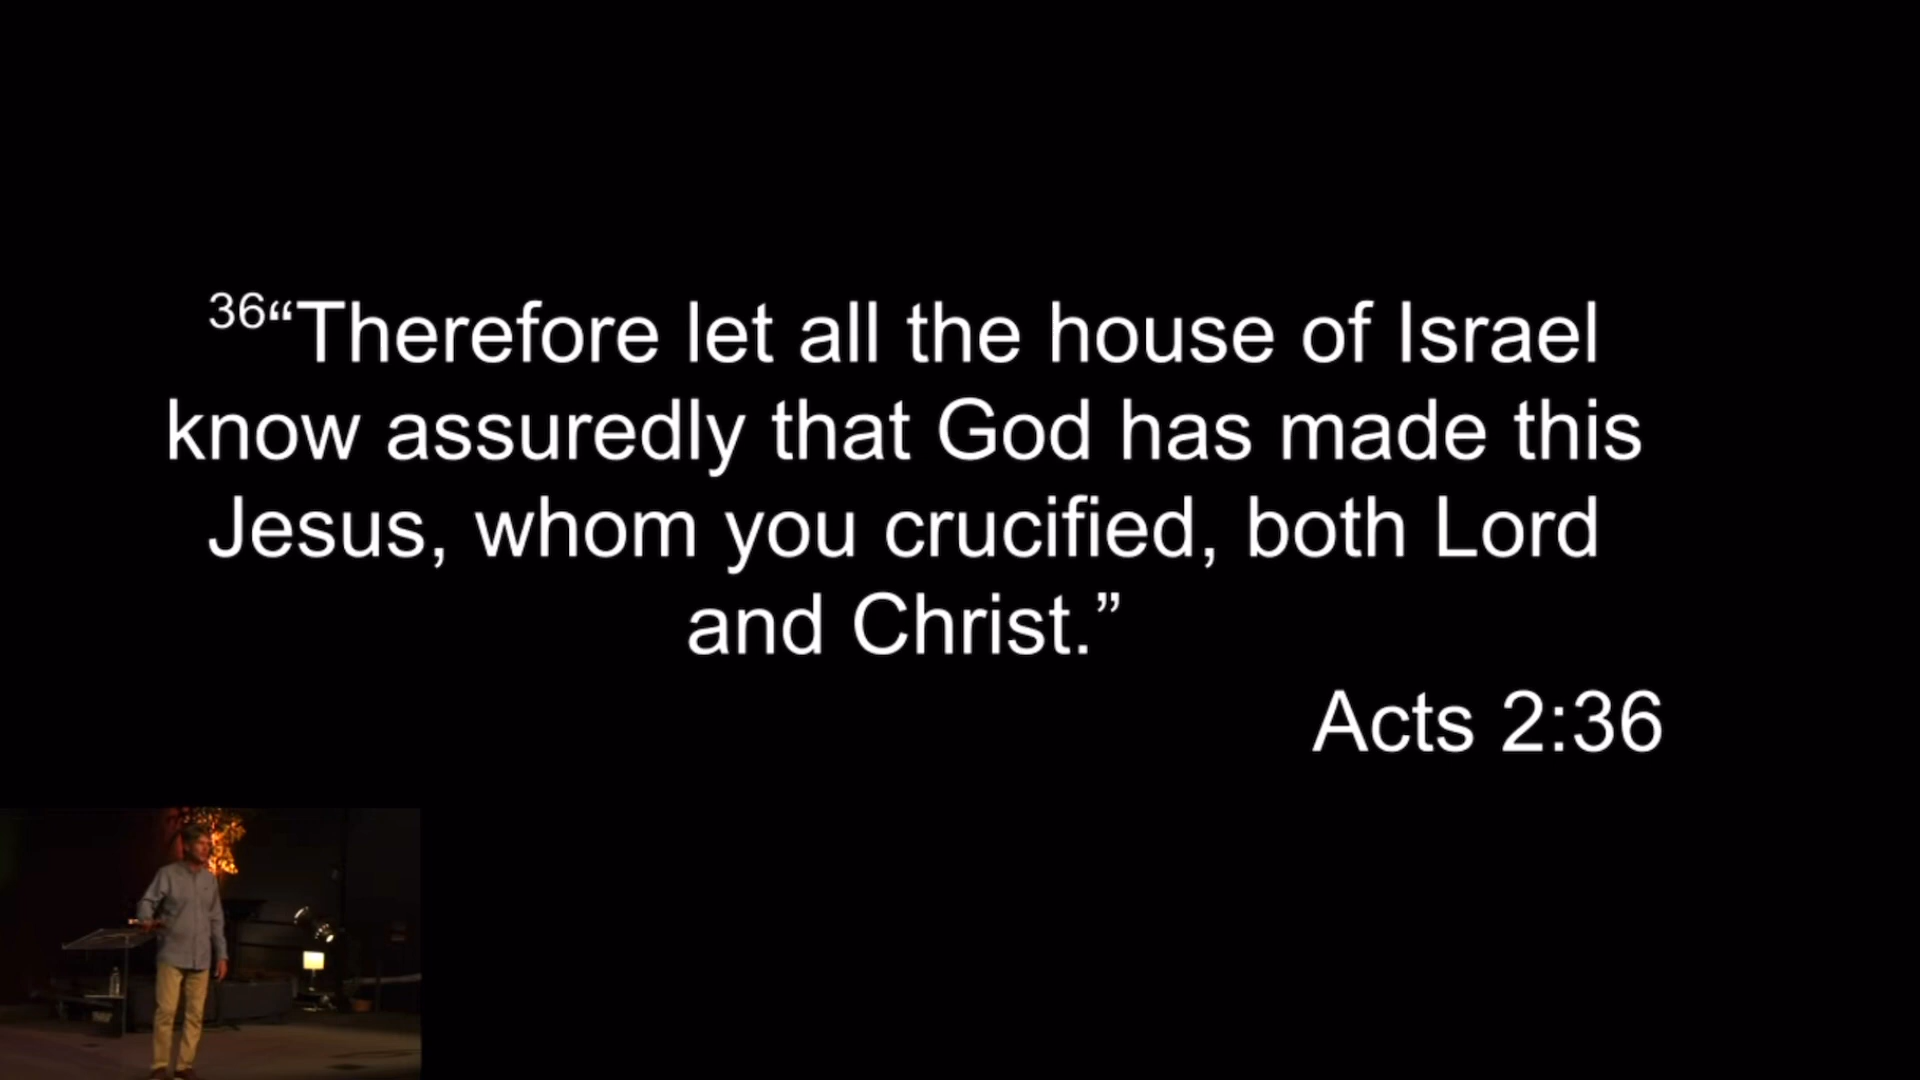 36“Therefore let all the house of Israel
know assuredly that God has made this
Jesus, whom you crucified, both Lord
and Christ.”
Acts 2:36